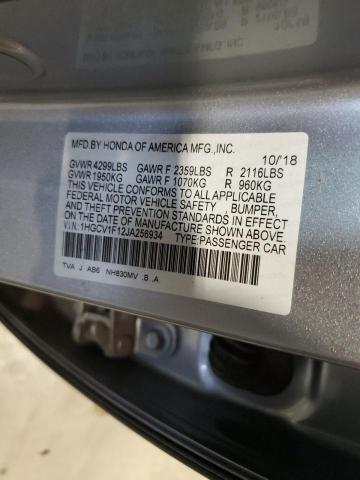 MFD.BY HONDA OF AMERICA MFG.,INC.
10/18
GVWR 4299LBS GAWR F 2359LBS R 2116LBS
GVWR 1950KG GAWR F 1070KG R 960KG
THIS VEHICLE CONFORMS TO ALL APPLICABLE
FEDERAL MOTOR VEHICLE SAFETY , BUMPER,
AND THEFT PREVENTION STANDARDS IN EFFECT
ON THE DATE OF MANUFACTURE SHOWN ABOVE.
V.I.N: 1HGCV1F12JA256934 TYPE:PASSENGER CAR
TVA J AB6 NH830MV .B .A